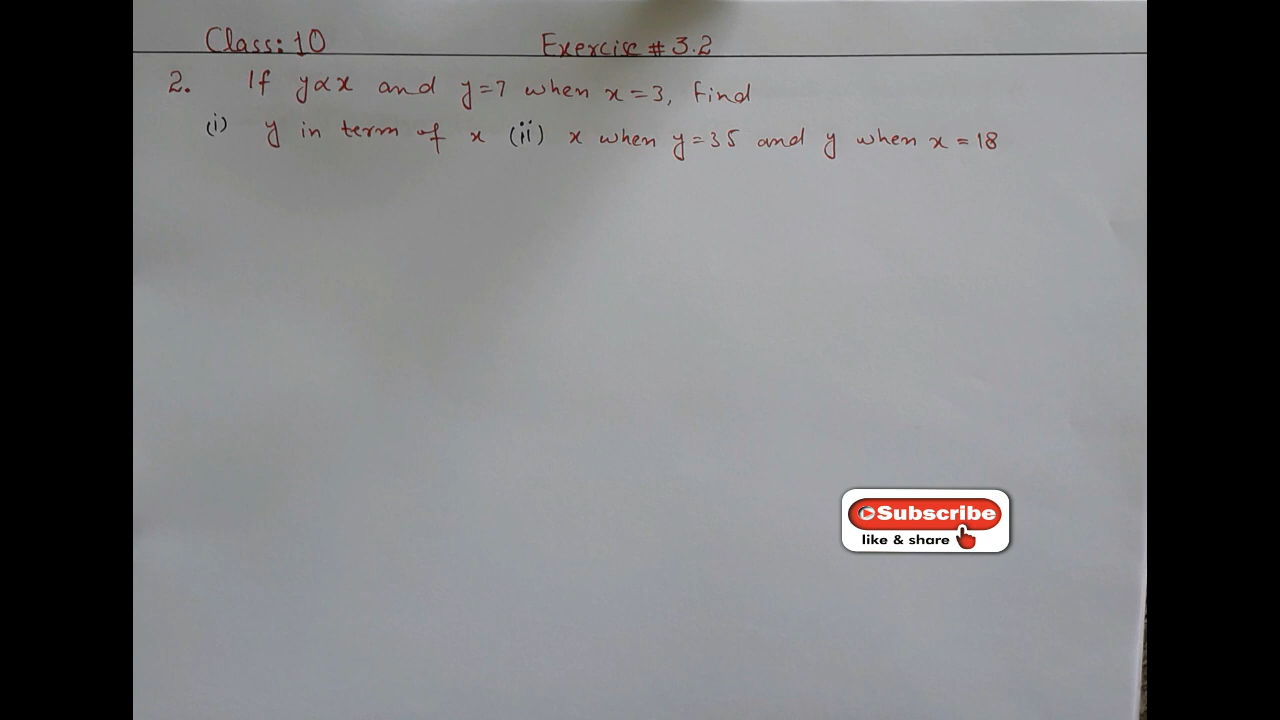 Class: 10 Exercise # 3.2
2. If y∝x and y=7 when x=3, find
(i) y in term of x (ii) x when y=35 and y when x=18
Subscribe
like & share